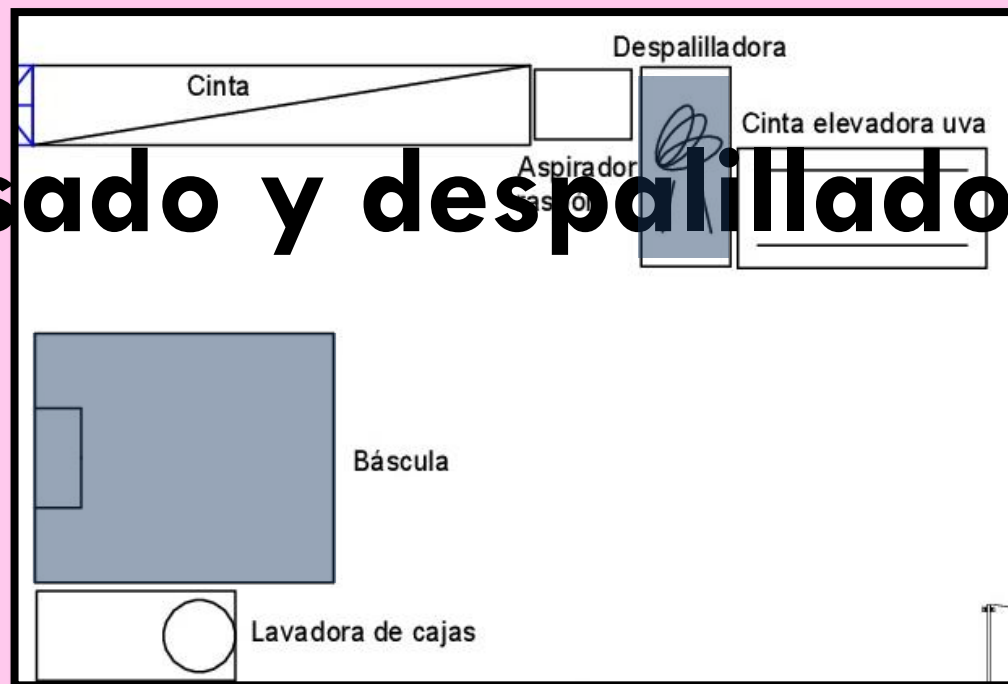 Despalilladora
Cinta
Cinta elevadora uva
Aspirador
sado y despalillado
Báscula
Lavadora de cajas